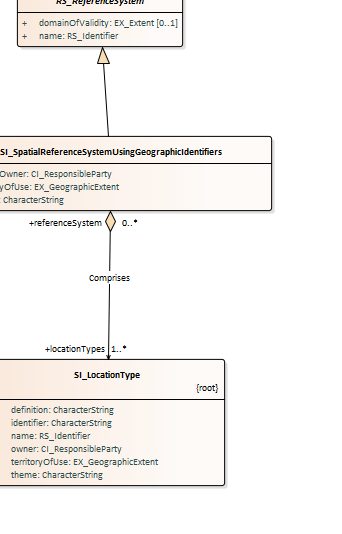 RS_ReferenceSystem
+ domainOfValidity: EX_Extent [0..1]
+ name: RS_Identifier
SI_SpatialReferenceSystemUsingGeographicIdentifiers
Owner: CI_ResponsibleParty
yOfUse: EX_GeographicExtent
: CharacterString
+referenceSystem 0..*
Comprises
+locationTypes 1..*
SI_LocationType
{root}
definition: CharacterString
identifier: CharacterString
name: RS_Identifier
owner: CI_ResponsibleParty
territoryOfUse: EX_GeographicExtent
theme: CharacterString